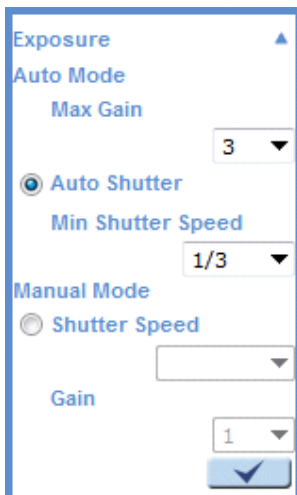 Exposure
Auto Mode
Max Gain
3
Auto Shutter
Min Shutter Speed
1/3
Manual Mode
Shutter Speed
Gain
1